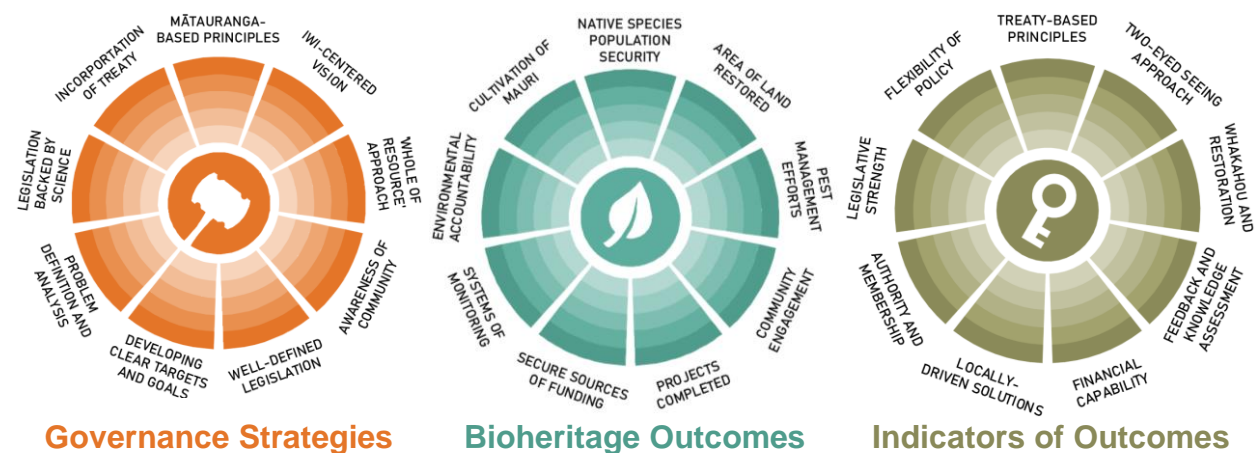 MĀTAURANGA-
BASED PRINCIPLES
IWI-CENTERED
VISION
'WHOLE OF
RESOURCE'
APPROACH
AWARENESS OF
COMMUNITY
WELL-DEFINED
LEGISLATION
DEVELOPING
CLEAR TARGETS
AND GOALS
PROBLEM
DEFINITION AND
ANALYSIS
LEGISLATION
BACKED BY
SCIENCE
INCORPORTATION
OF TREATY
Governance Strategies
NATIVE SPECIES
POPULATION
SECURITY
AREA OF LAND
RESTORED
PEST
MANAGEMENT
EFFORTS
COMMUNITY
ENGAGEMENT
PROJECTS
COMPLETED
SECURE SOURCES
OF FUNDING
SYSTEMS OF
MONITORING
ENVIRONMENTAL
ACCOUNTABILITY
CULTIVATION OF
MAURI
Bioheritage Outcomes
TREATY-BASED
PRINCIPLES
TWO-EYED SEEING
APPROACH
WHAKAHOU AND
RESTORATION
FEEDBACK AND
KNOWLEDGE
ASSESSMENT
FINANCIAL
CAPABILITY
LOCALLY-
DRIVEN SOLUTIONS
AUTHORITY AND
MEMBERSHIP
LEGISLATIVE
STRENGTH
FLEXIBILITY OF
POLICY
Indicators of Outcomes